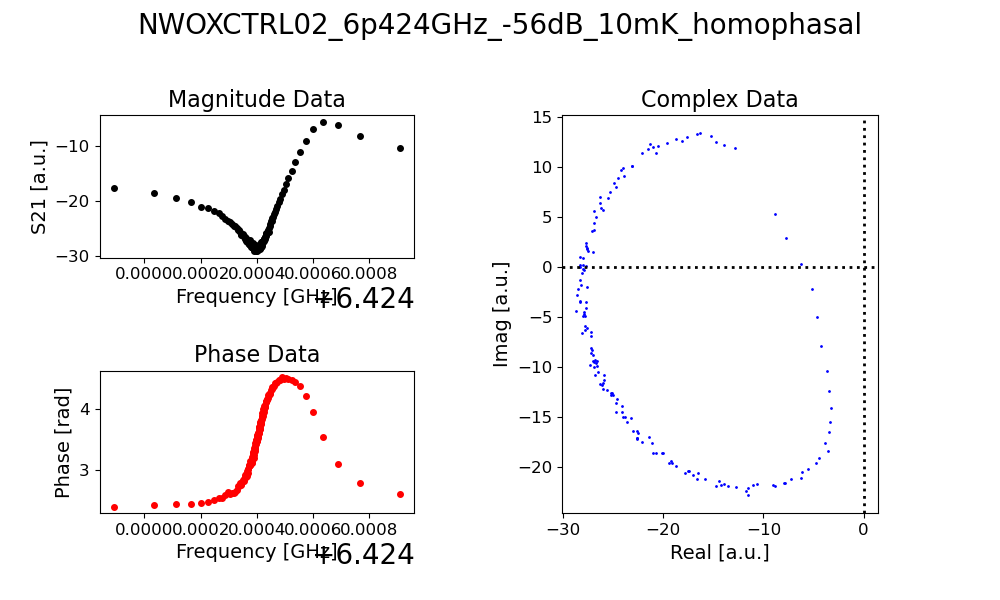 NWOXCTRL02_6p424GHz_-56dB_10mK_homophasal
Magnitude Data
S21 [a.u.]
−10
−20
−30
0.0000 0.0002 0.0004 0.0006 0.0008
Frequency [GHz]
+6.424
Phase Data
Phase [rad]
4
3
0.0000 0.0002 0.0004 0.0006 0.0008
Frequency [GHz]
+6.424
Complex Data
Imag [a.u.]
15
10
5
0
−5
−10
−15
−20
−30 −20 −10 0
Real [a.u.]